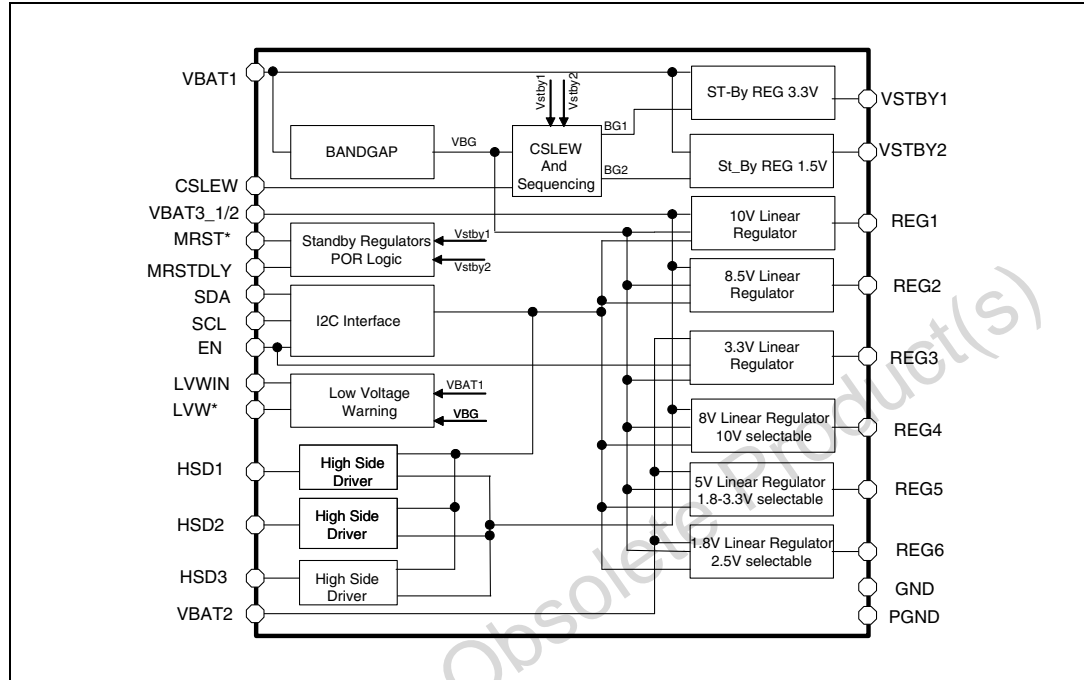 VBAT1
CSLEW
VBAT3_1/2
MRST*
MRSTDLY
SDA
SCL
EN
LVWIN
LVW*
HSD1
HSD2
HSD3
VBAT2
BANDGAP
VBG
Vstby1
Vstby2
CSLEW
And
Sequencing
BG1
BG2
Standby Regulators
POR Logic
Vstby1
Vstby2
I2C Interface
Low Voltage
Warning
VBAT1
VBG
High Side
Driver
High Side
Driver
High Side
Driver
ST-By REG 3.3V
St_By REG 1.5V
10V Linear
Regulator
8.5V Linear
Regulator
3.3V Linear
Regulator
8V Linear Regulator
10V selectable
5V Linear Regulator
1.8-3.3V selectable
1.8V Linear Regulator
2.5V selectable
VSTBY1
VSTBY2
REG1
REG2
REG3
REG4
REG5
REG6
GND
PGND
Obsolete Product(s)